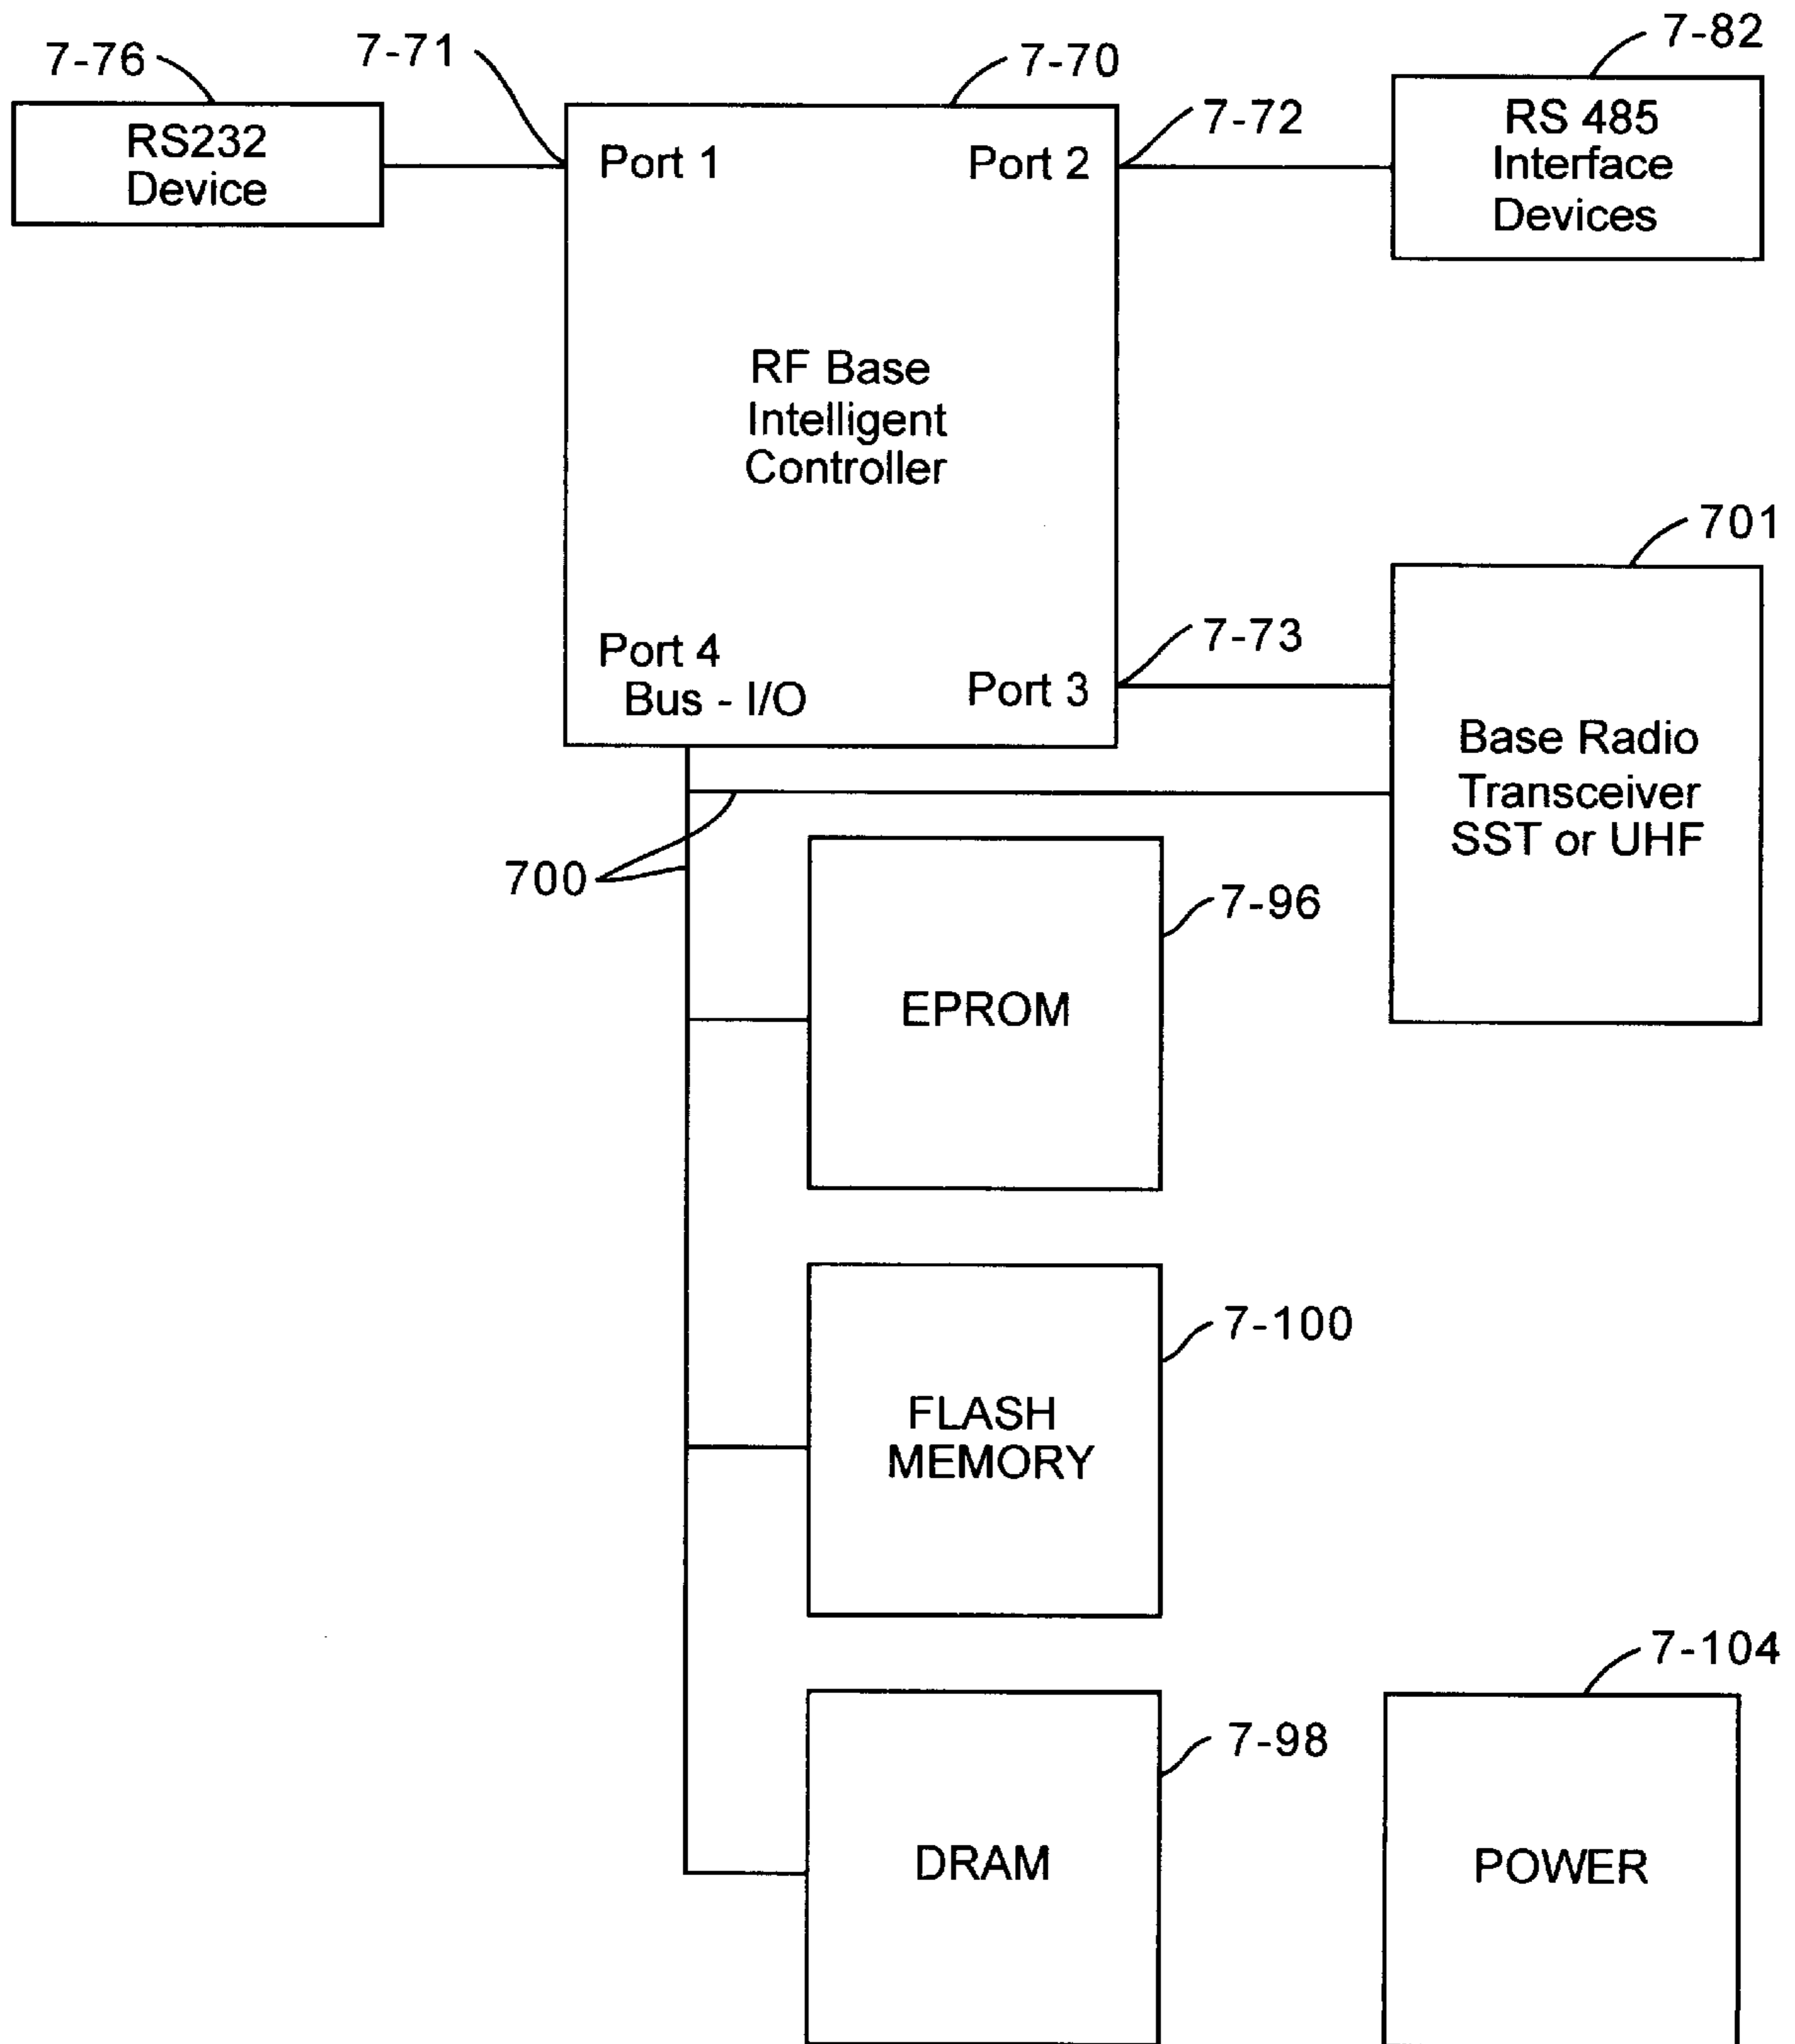 7-76
7-71
7-70
7-82
RS232
Device
Port 1
Port 2
7-72
RS 485
Interface
Devices
RF Base
Intelligent
Controller
701
Port 4
Bus - I/O
Port 3
7-73
Base Radio
Transceiver
SST or UHF
700
7-96
EPROM
7-100
FLASH
MEMORY
7-98
DRAM
7-104
POWER